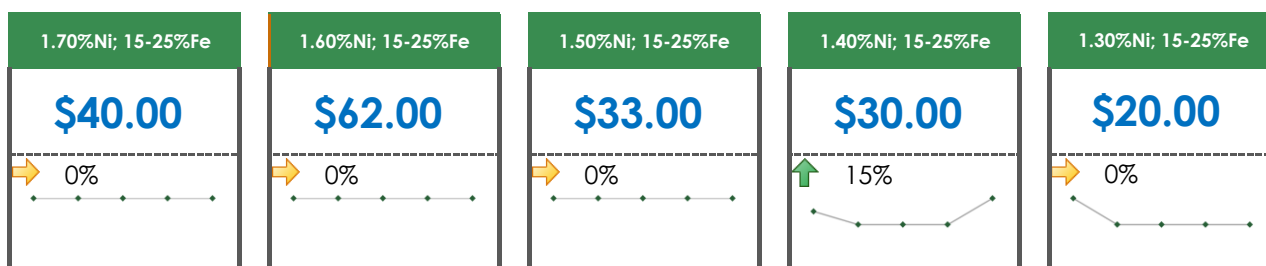 1.70%Ni; 15-25%Fe
$40.00
0%
1.60%Ni; 15-25%Fe
$62.00
0%
1.50%Ni; 15-25%Fe
$33.00
0%
1.40%Ni; 15-25%Fe
$30.00
15%
1.30%Ni; 15-25%Fe
$20.00
0%